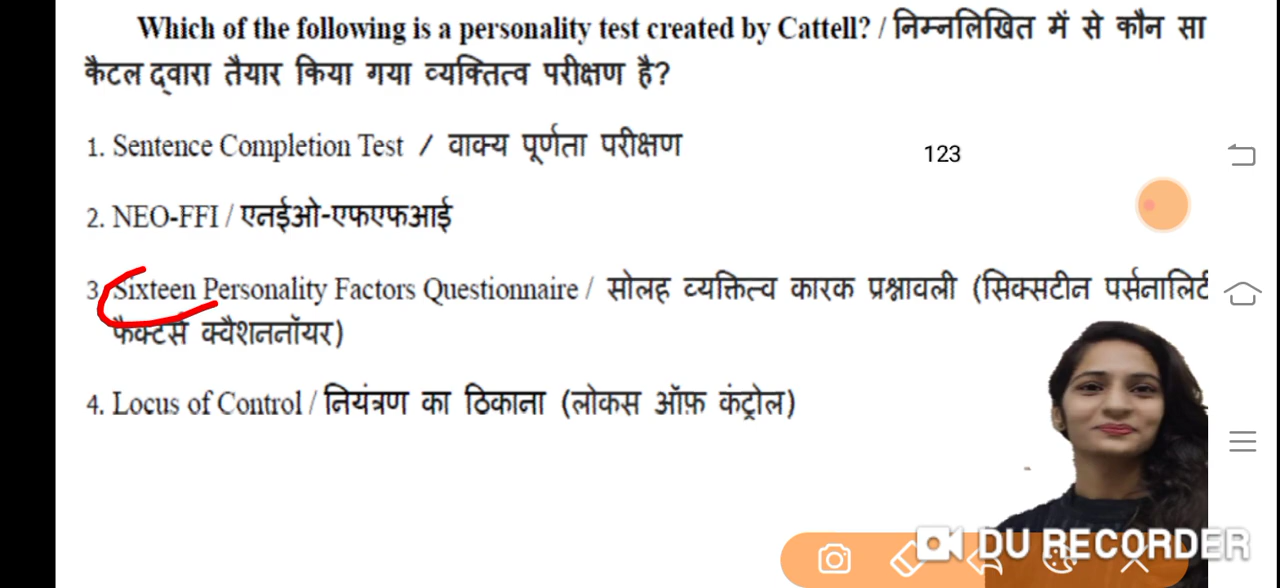 Which of the following is a personality test created by Cattell? / निम्नलिखित में से कौन सा
कैटल द्वारा तैयार किया गया व्यक्तित्व परीक्षण है?
1. Sentence Completion Test / वाक्य पूर्णता परीक्षण
123
2. NEO-FFI / एनईओ-एफएफआई
3. Sixteen Personality Factors Questionnaire / सोलह व्यक्तित्व कारक प्रश्नावली (सिक्सटीन पर्सनालिटी
फैक्टर्स क्वैशननॉयर)
4. Locus of Control / नियंत्रण का ठिकाना (लोकस ऑफ़ कंट्रोल)
DU RECORDER